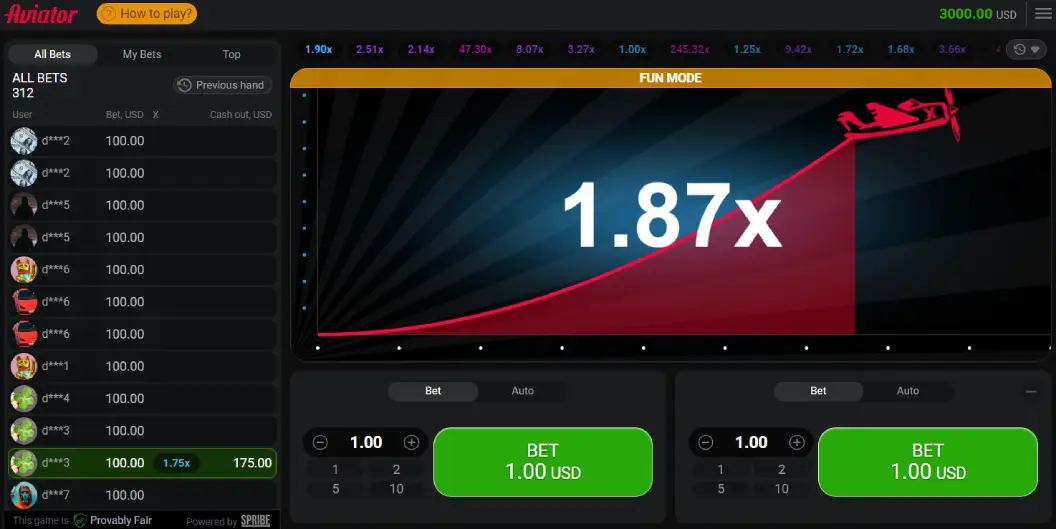 Aviator
? How to play?
3000.00 USD
All Bets
My Bets
Top
ALL BETS
312
Previous hand
User
Bet, USD
X
Cash out, USD
d***2 100.00
d***2 100.00
d***5 100.00
d***5 100.00
d***6 100.00
d***6 100.00
d***6 100.00
d***1 100.00
d***4 100.00
d***3 100.00
d***3 100.00 1.75x 175.00
d***7 100.00
This game is Provably Fair
Powered by SPRIBE
1.90x 2.51x 2.14x 47.30x 8.07x 3.27x 1.00x 245.32x 1.25x 9.42x 1.72x 1.68x 3.66x 4
FUN MODE
X
1.87x
Bet
Auto
1.00
1 2
5 10
BET
1.00 USD
Bet
Auto
1.00
1 2
5 10
BET
1.00 USD